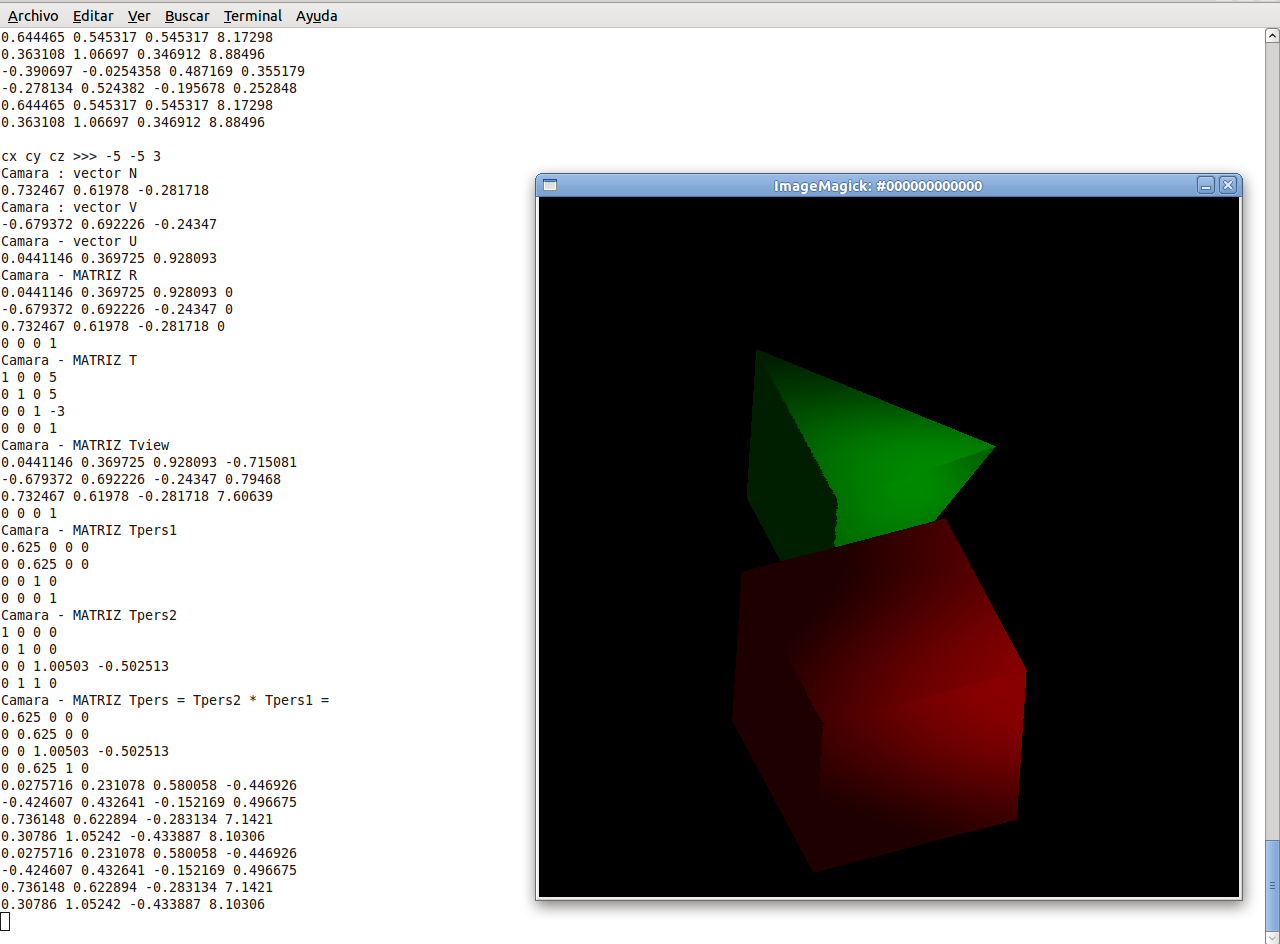 Archivo Editar Ver Buscar Terminal Ayuda
0.644465 0.545317 0.545317 8.17298
0.363108 1.06697 0.346912 8.88496
-0.390697 -0.0254358 0.487169 0.355179
-0.278134 0.524382 -0.195678 0.252848
0.644465 0.545317 0.545317 8.17298
0.363108 1.06697 0.346912 8.88496
cx cy cz >>> -5 -5 3
Camara : vector N
0.732467 0.61978 -0.281718
Camara : vector V
-0.679372 0.692226 -0.24347
Camara - vector U
0.0441146 0.369725 0.928093
Camara - MATRIZ R
0.0441146 0.369725 0.928093 0
-0.679372 0.692226 -0.24347 0
0.732467 0.61978 -0.281718 0
0 0 0 1
Camara - MATRIZ T
1 0 0 5
0 1 0 5
0 0 1 -3
0 0 0 1
Camara - MATRIZ Tview
0.0441146 0.369725 0.928093 -0.715081
-0.679372 0.692226 -0.24347 0.79468
0.732467 0.61978 -0.281718 7.60639
0 0 0 1
Camara - MATRIZ Tpers1
0.625 0 0 0
0 0.625 0 0
0 0 1 0
0 0 0 1
Camara - MATRIZ Tpers2
1 0 0 0
0 1 0 0
0 0 1.00503 -0.502513
0 1 1 0
Camara - MATRIZ Tpers = Tpers2 * Tpers1 =
0.625 0 0 0
0 0.625 0 0
0 0 1.00503 -0.502513
0 0.625 1 0
0.0275716 0.231078 0.580058 -0.446926
-0.424607 0.432641 -0.152169 0.496675
0.736148 0.622894 -0.283134 7.1421
0.30786 1.05242 -0.433887 8.10306
0.0275716 0.231078 0.580058 -0.446926
-0.424607 0.432641 -0.152169 0.496675
0.736148 0.622894 -0.283134 7.1421
0.30786 1.05242 -0.433887 8.10306
ImageMagick: #000000000000